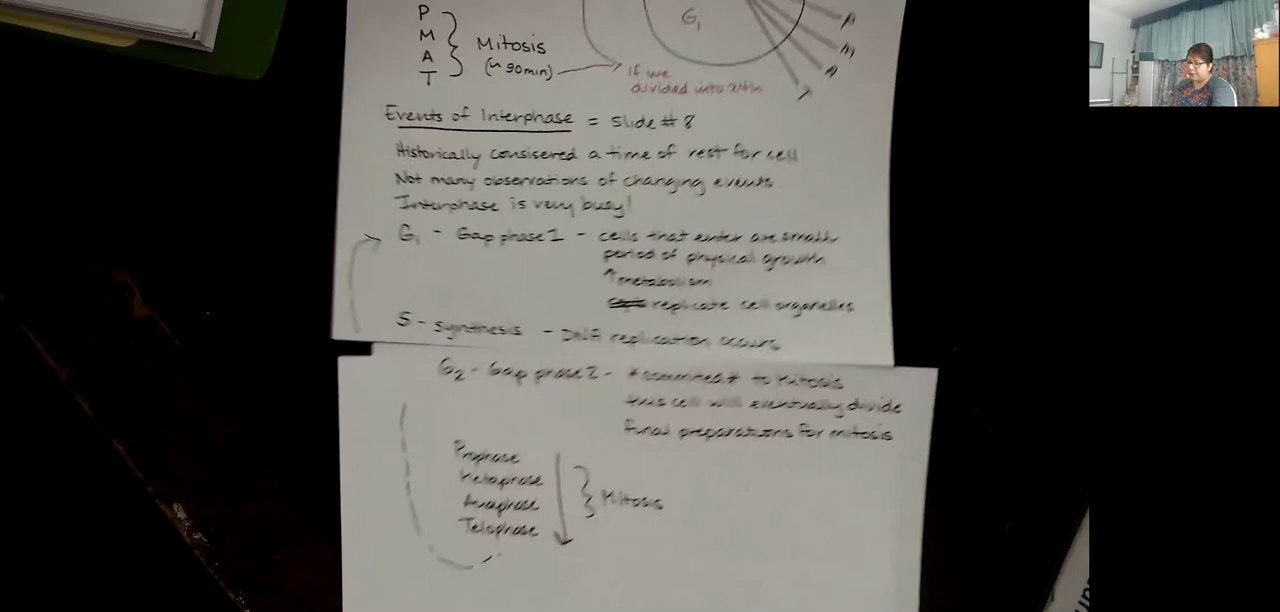 G1
P
M
A
T
Mitosis
(~ 90min)
if we
divided into 24th
P
M
A
T
Events of Interphase = Slide # 8
Historically consisered a time of rest for cell
Not many observations of changing events
Interphase is very busy!
G1 - Gap phase 1 - cells that enter are small
period of physical growth
↑ metabolism
replicate cell organelles
S - Synthesis - DNA replication occurs
G2 - Gap phase 2 - * commited * to Mitosis
this cell will eventually divide
Final preparations for mitosis
Prophase
Metaphase
Anaphase
Telophase
Mitosis